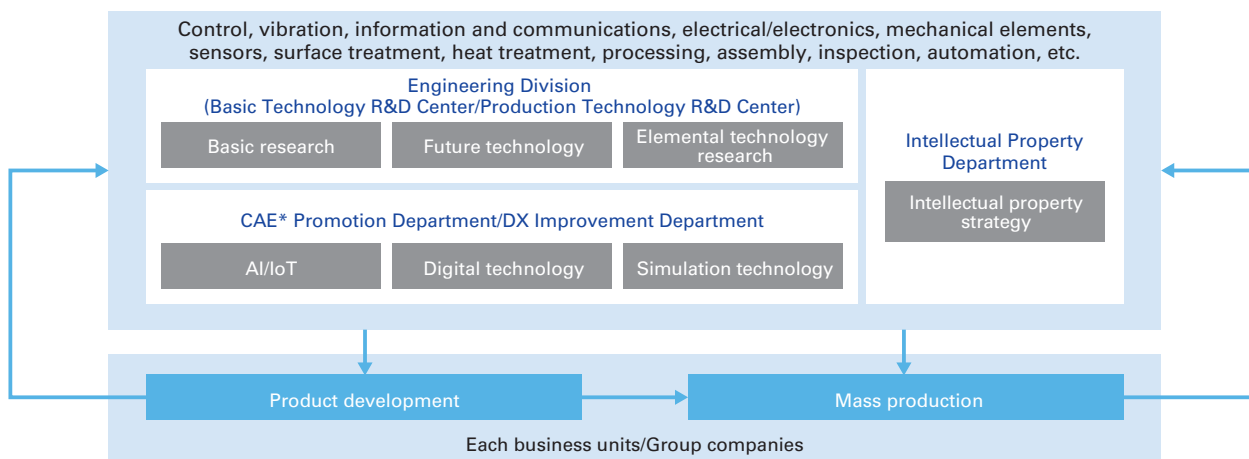 Control, vibration, information and communications, electrical/electronics, mechanical elements,
sensors, surface treatment, heat treatment, processing, assembly, inspection, automation, etc.
Engineering Division
(Basic Technology R&D Center/Production Technology R&D Center)
Basic research
Future technology
Elemental technology
research
CAE* Promotion Department/DX Improvement Department
AI/IoT
Digital technology
Simulation technology
Intellectual Property
Department
Intellectual property
strategy
Product development
Mass production
Each business units/Group companies